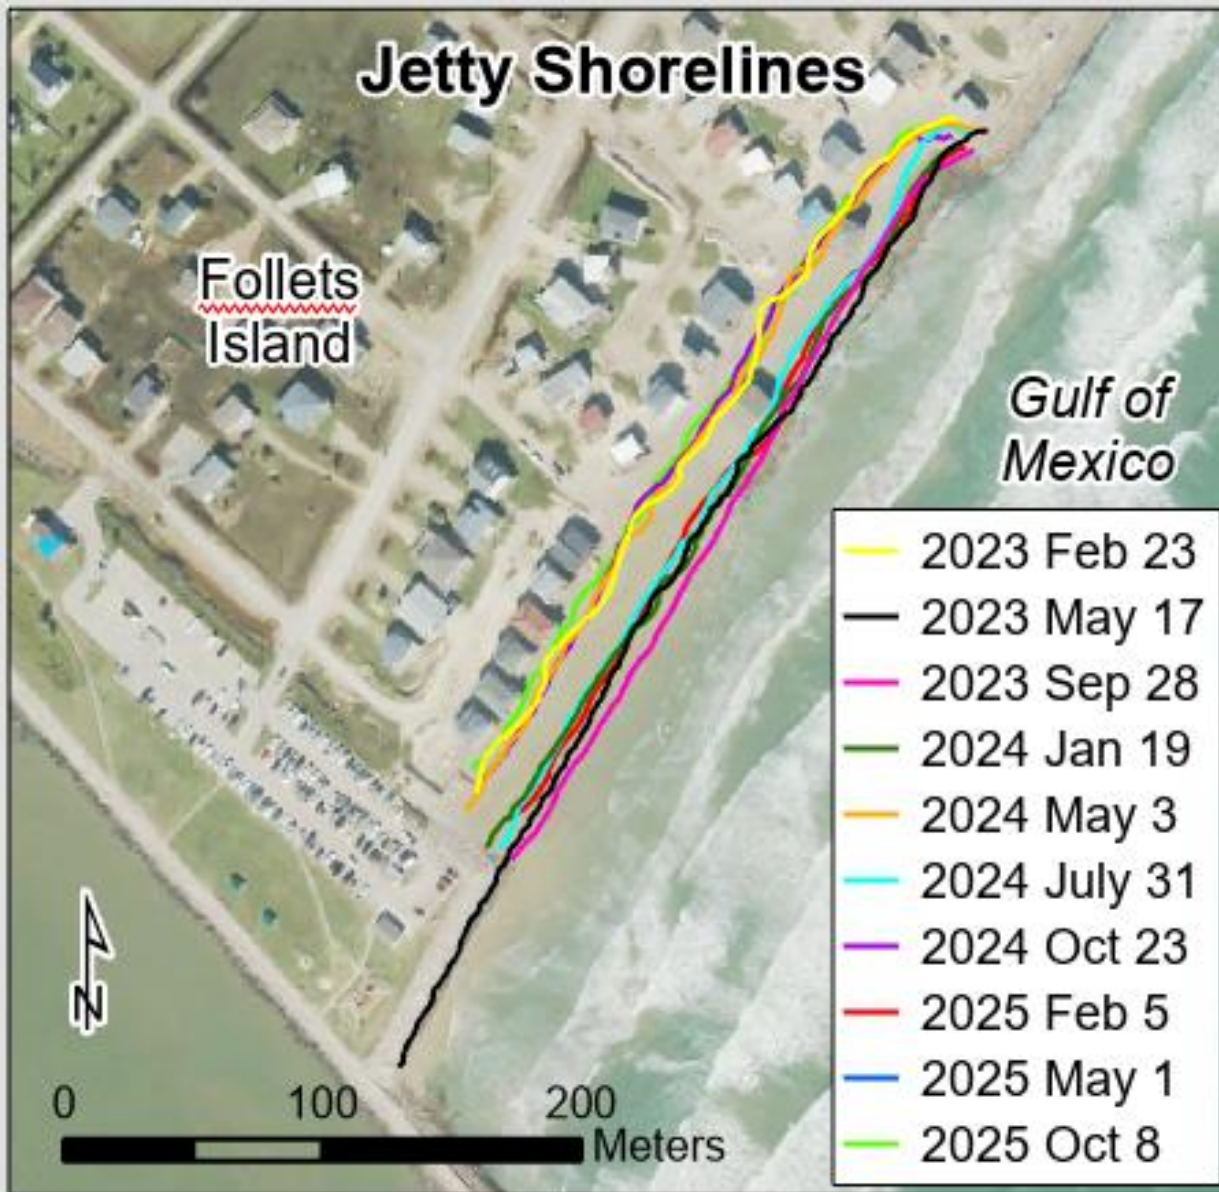 Jetty Shorelines
Follets
Island
Gulf of
Mexico
2023 Feb 23
2023 May 17
2023 Sep 28
2024 Jan 19
2024 May 3
2024 July 31
2024 Oct 23
2025 Feb 5
2025 May 1
2025 Oct 8
N
0 100 200
Meters